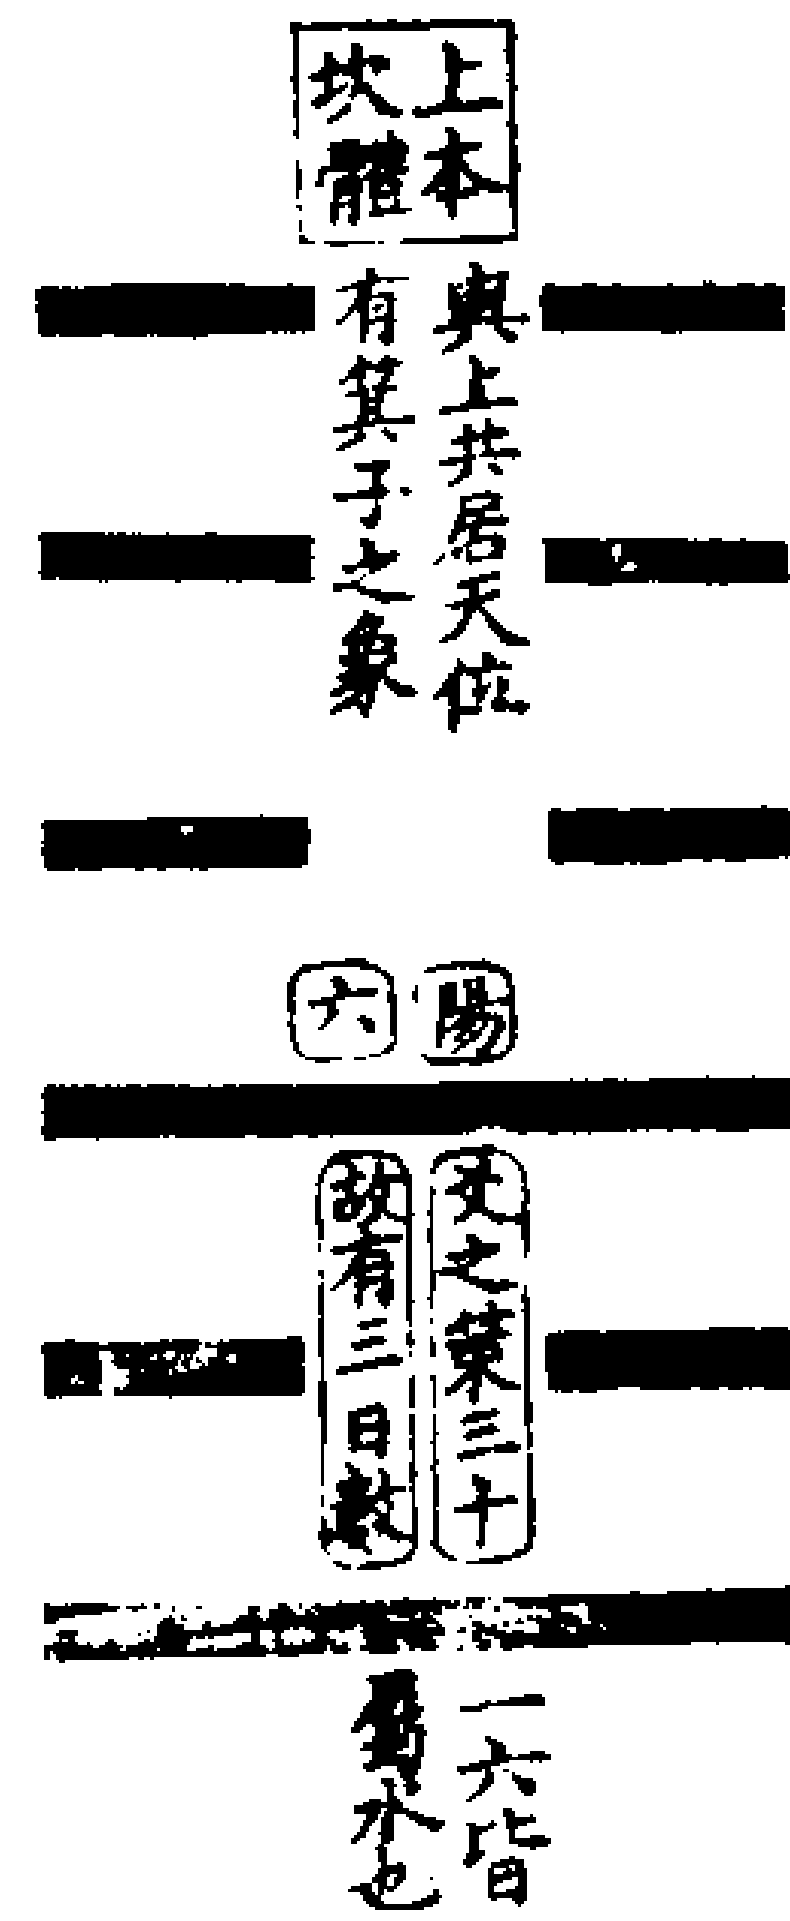 上本
坎體
與上共居天位
有箕子之象
陽
六
爻之策三十
故有三日數
一六皆
爲水也